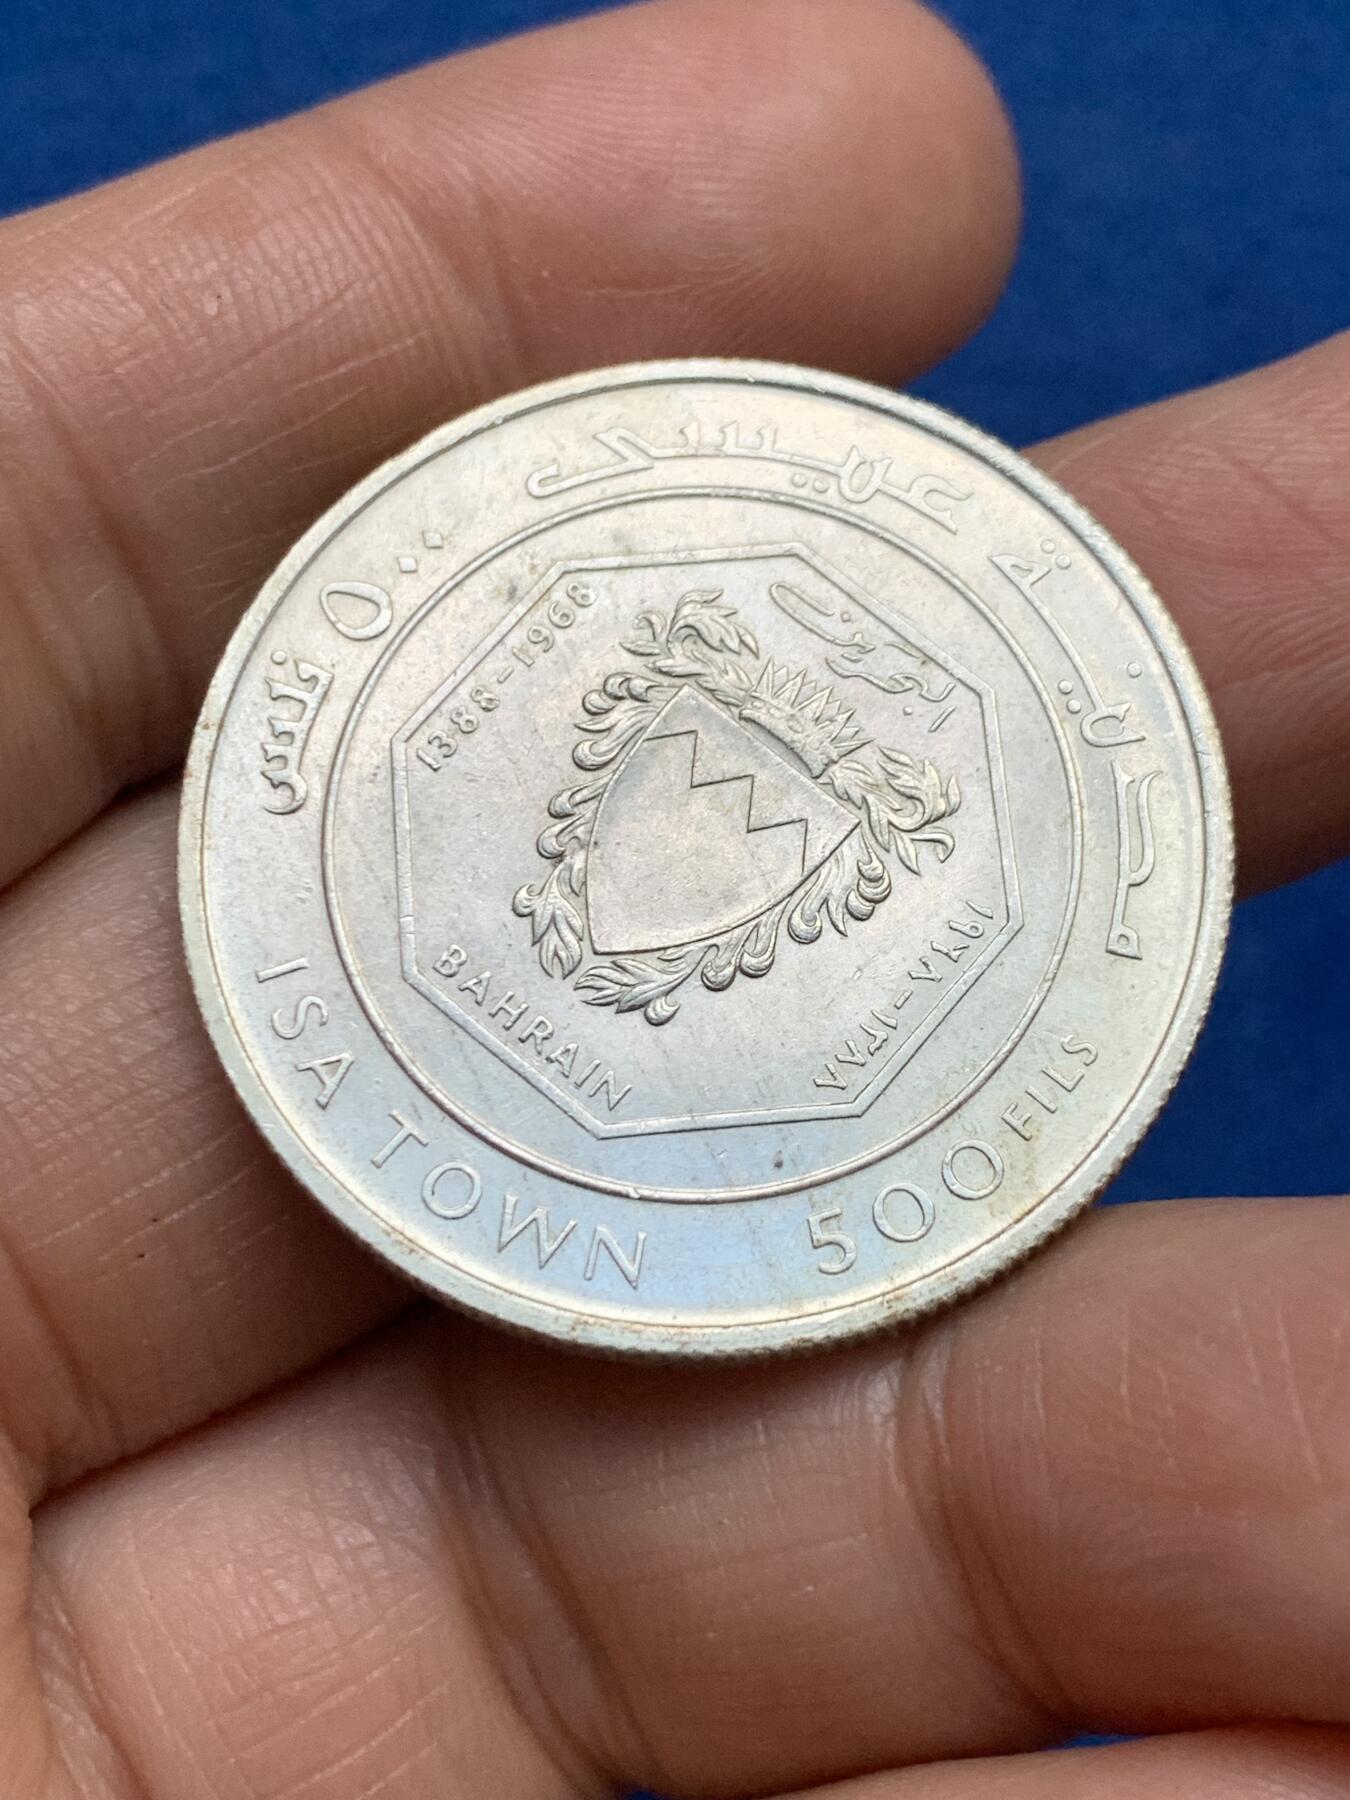 مدينة عيسى
٥٠٠ فلس
البحرين
1388-1968
١٣٨٨-١٩٦٨
BAHRAIN
ISA TOWN
500 FILS